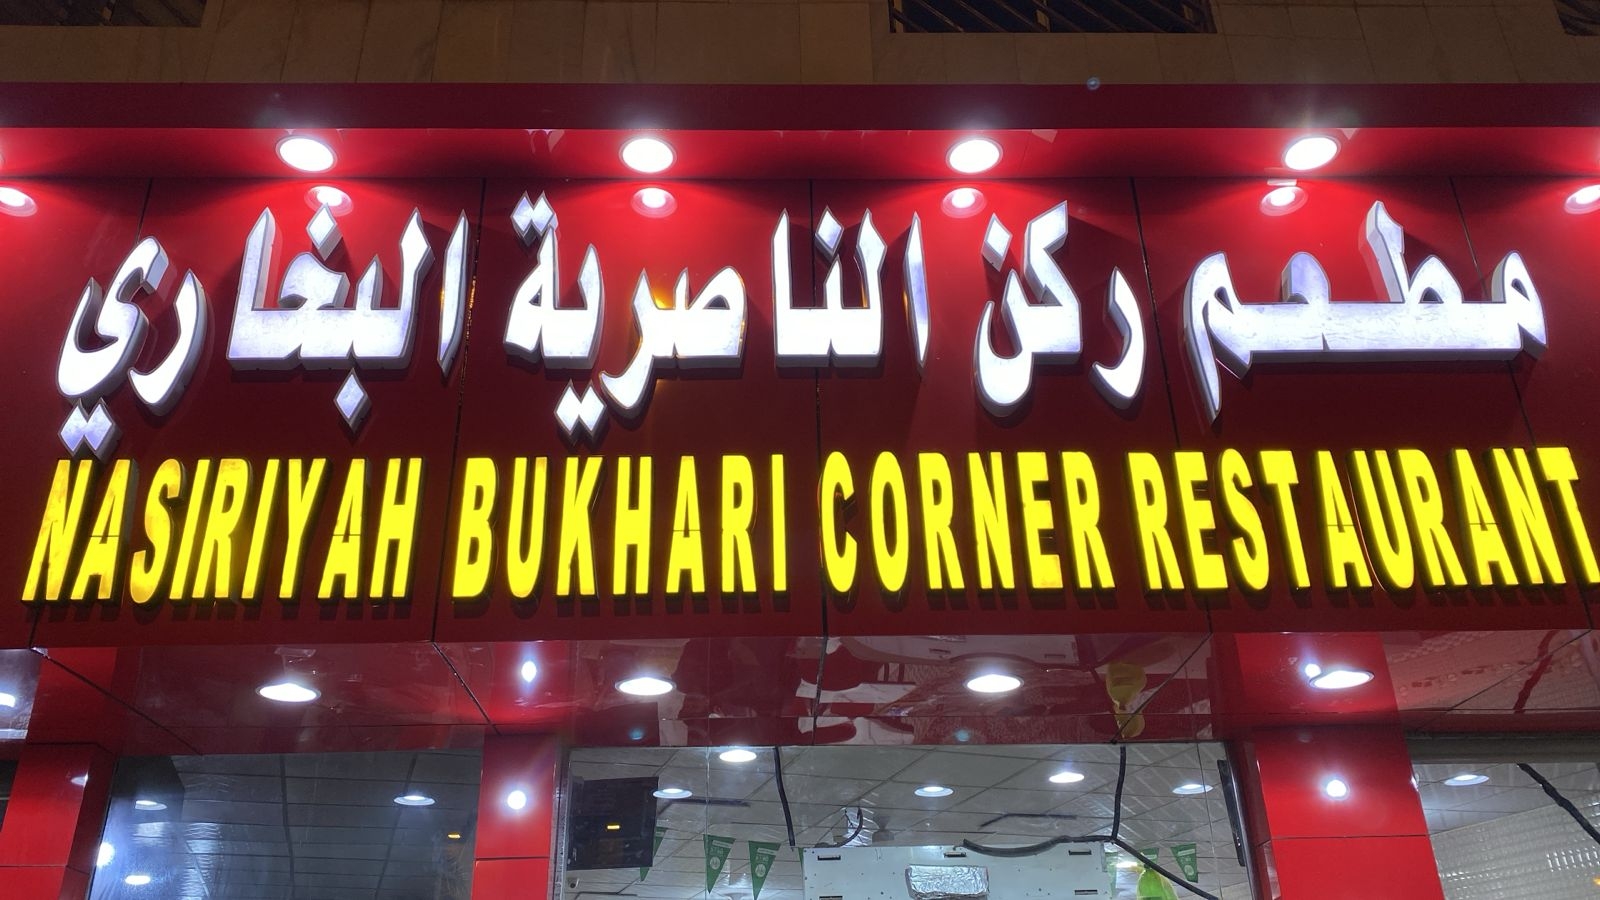 مطعم ركن الناصرية البخاري
NASIRIYAH BUKHARI CORNER RESTAURANT